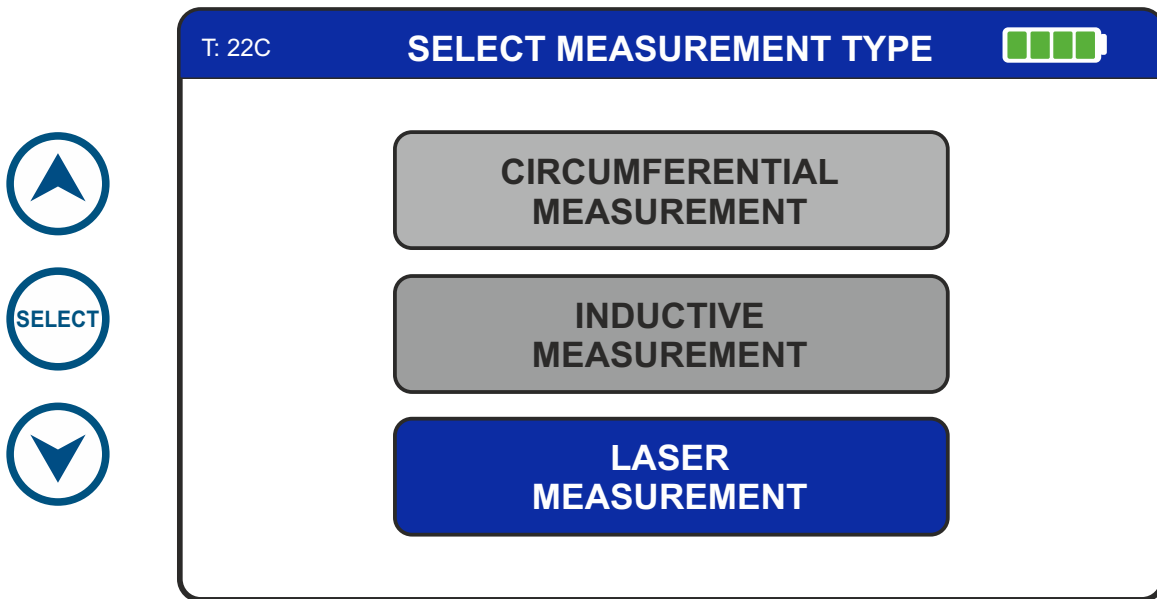 T: 22C
SELECT MEASUREMENT TYPE
CIRCUMFERENTIAL
MEASUREMENT
SELECT
INDUCTIVE
MEASUREMENT
LASER
MEASUREMENT